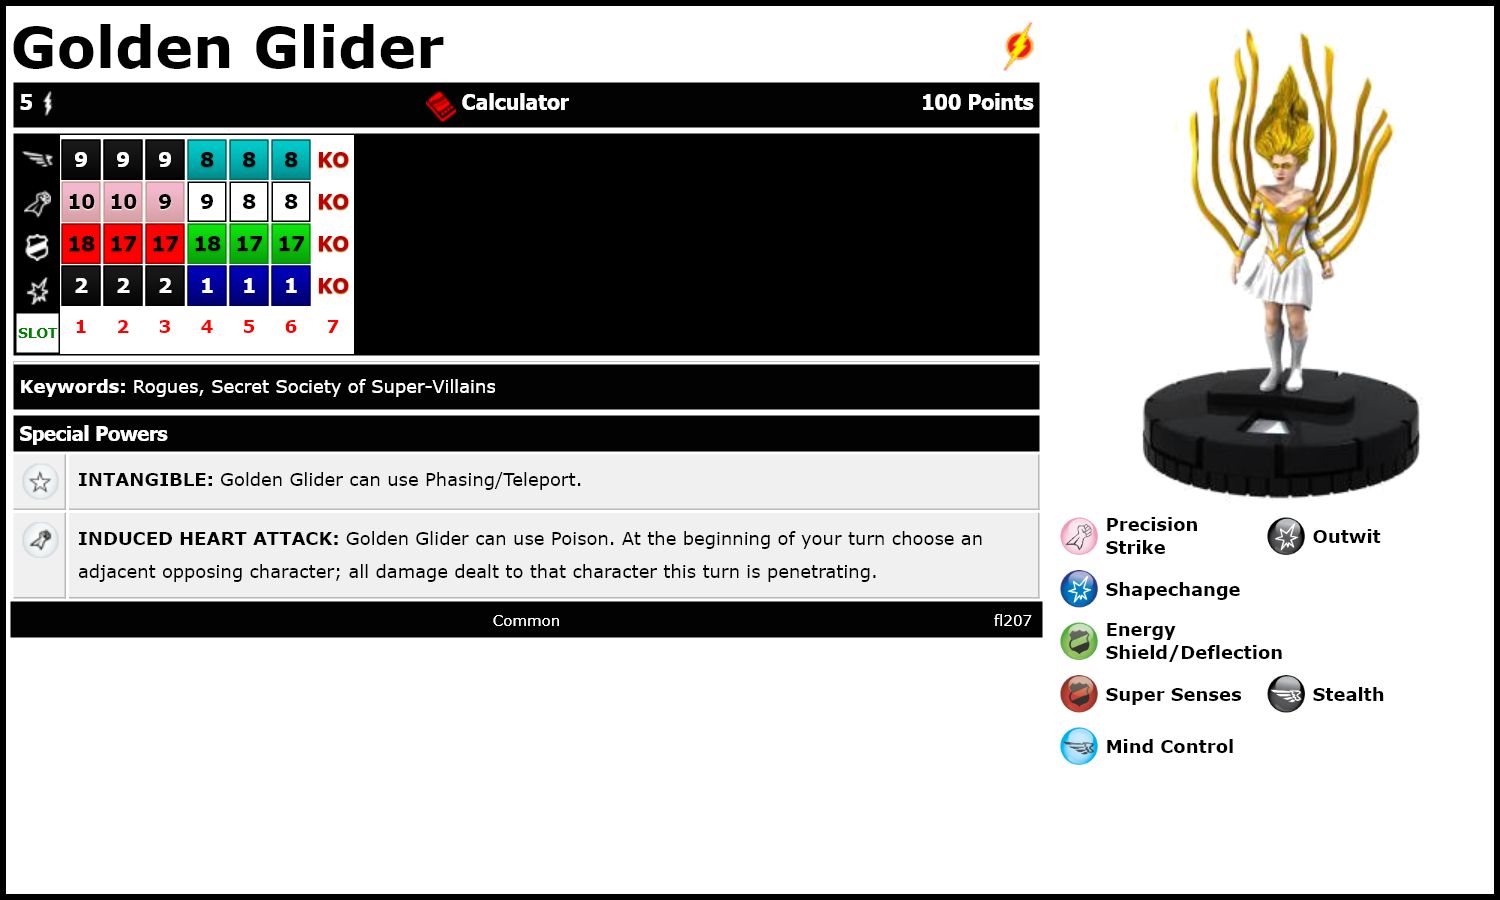 Golden Glider
5 Calculator 100 Points
9 9 9 8 8 8 KO
10 10 9 9 8 8 KO
18 17 17 18 17 17 KO
2 2 2 1 1 1 KO
SLOT 1 2 3 4 5 6 7
Keywords: Rogues, Secret Society of Super-Villains
Special Powers
INTANGIBLE: Golden Glider can use Phasing/Teleport.
INDUCED HEART ATTACK: Golden Glider can use Poison. At the beginning of your turn choose an
adjacent opposing character; all damage dealt to that character this turn is penetrating.
Common fl207
Precision
Strike
Outwit
Shapechange
Energy
Shield/Deflection
Super Senses Stealth
Mind Control